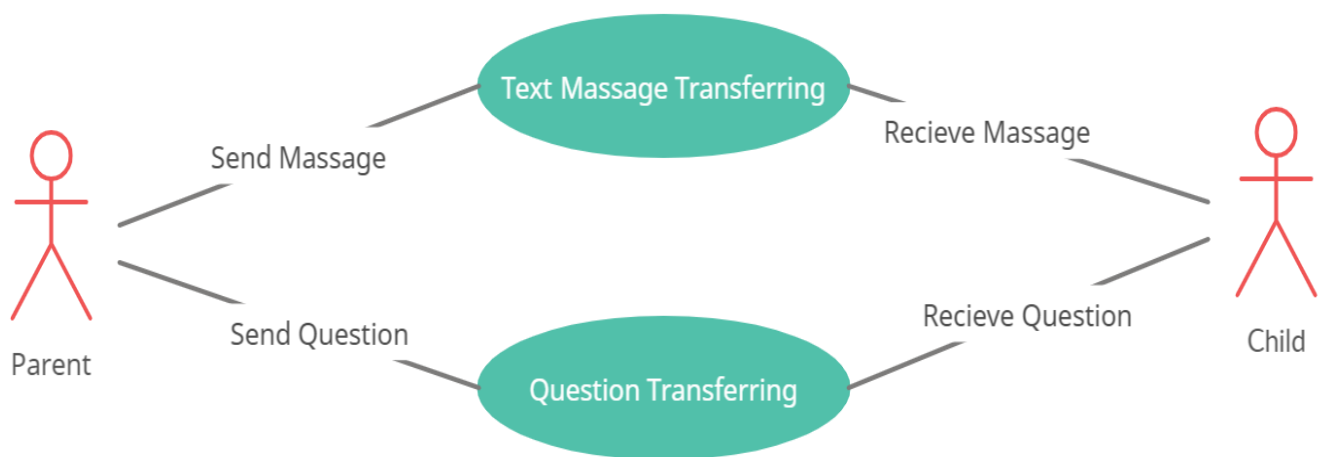 Text Massage Transferring
Send Massage
Recieve Massage
Parent
Child
Send Question
Recieve Question
Question Transferring